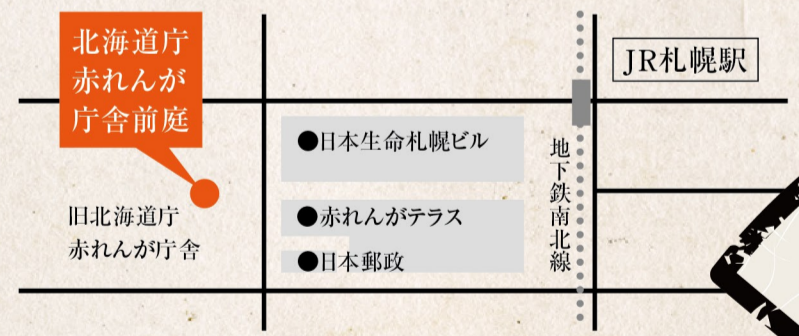 北海道庁
赤れんが
庁舎前庭
旧北海道庁
赤れんが庁舎
●日本生命札幌ビル
●赤れんがテラス
●日本郵政
地下鉄南北線
JR札幌駅